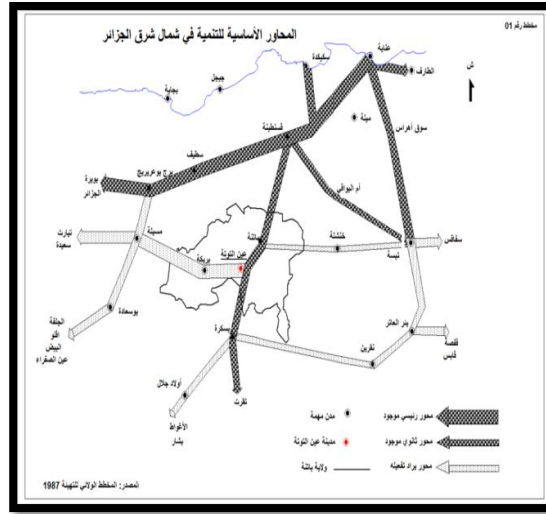 مخطط رقم 01
المحاور الأساسية للتنمية في شمال شرق الجزائر
ش
عنابة
الطارف
سكيكدة
جيجل
بجاية
سوق أهراس
قسنطينة
سطيف
برج بوعريريج
بويرة
الجزائر
أم البواقي
تيارت
سعيدة
مسيلة
باتنة
خنشلة
تبسة
سفاقس
عين التوتة
بريكة
بوسعادة
الجلفة
افلو
البيض
عين الصفراء
بسكرة
بئر العاتر
قفصة
قابس
نقرين
أولاد جلال
تقرت
الأغواط
بشار
مدن مهمة
محور رئيسي موجود
مدينة عين التوتة
محور ثانوي موجود
ولاية باتنة
محور يراد تفعيله
المصدر: المخطط الولائي للتهيئة 1987